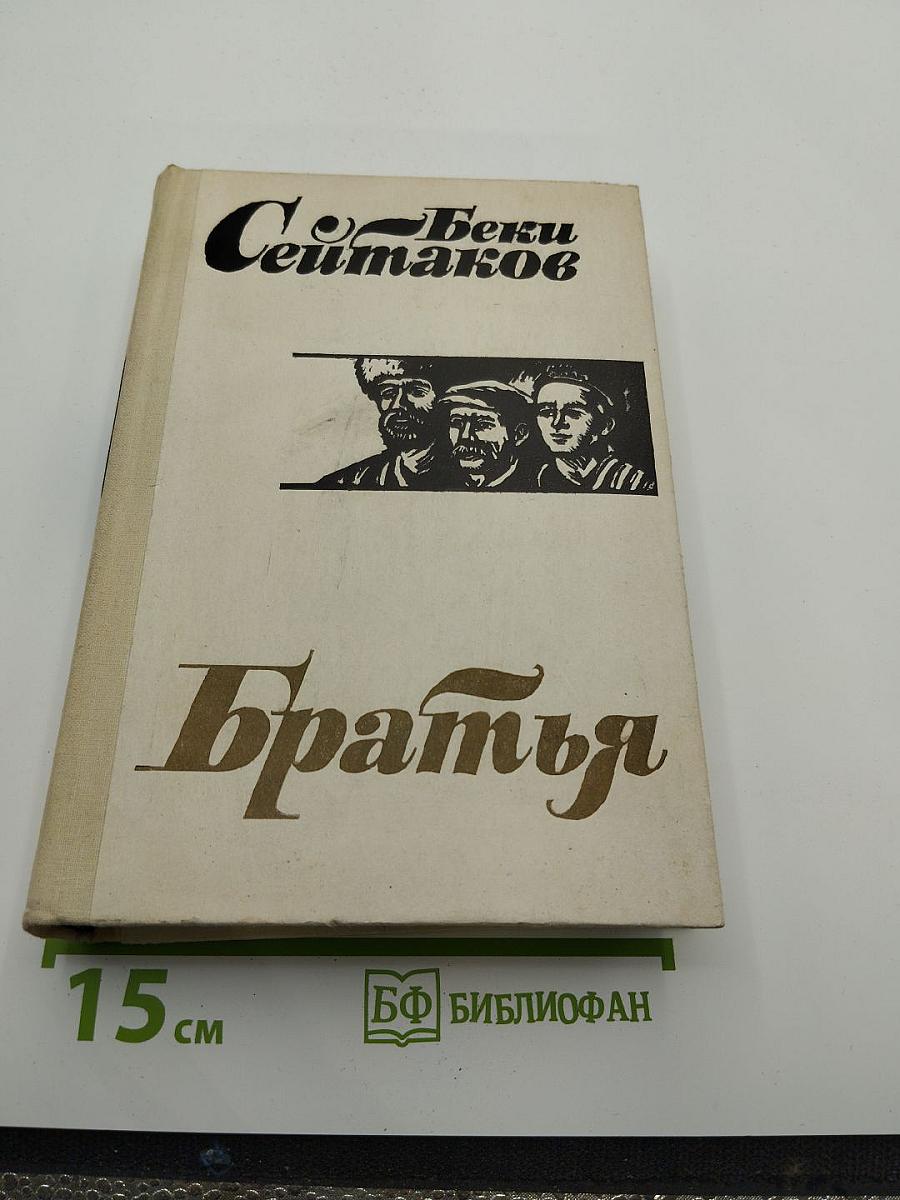 Беки
Сейтаков
Братья
15 см
БФ БИБЛИОФАН